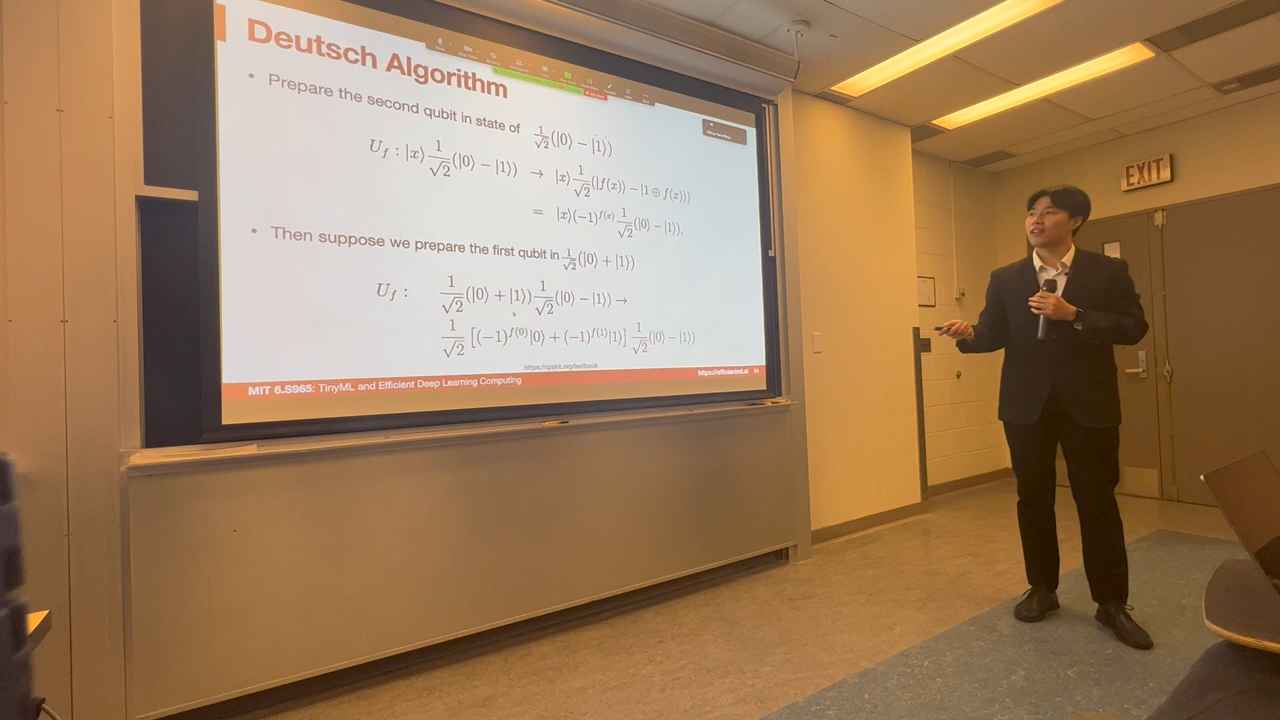 Deutsch Algorithm
• Prepare the second qubit in state of 1/√2(|0⟩ − |1⟩)
U_f : |x⟩ 1/√2 (|0⟩ − |1⟩) → |x⟩ 1/√2 (|f(x)⟩ − |1 ⊕ f(x)⟩)
= |x⟩(−1)^{f(x)} 1/√2 (|0⟩ − |1⟩),
• Then suppose we prepare the first qubit in 1/√2(|0⟩ + |1⟩)
U_f : 1/√2 (|0⟩ + |1⟩) 1/√2 (|0⟩ − |1⟩) →
1/√2 [(−1)^{f(0)}|0⟩ + (−1)^{f(1)}|1⟩] 1/√2 (|0⟩ − |1⟩)
https://qiskit.org/textbook
MIT 6.S965: TinyML and Efficient Deep Learning Computing
https://efficientml.ai
EXIT